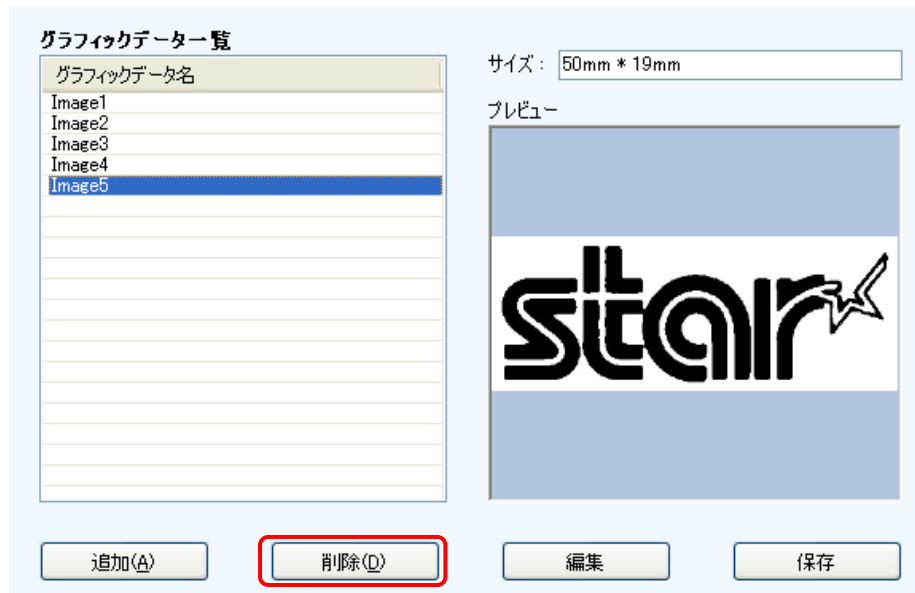 グラフィックデーター覧
グラフィックデータ名
Image1
Image2
Image3
Image4
Image5
サイズ： 50mm * 19mm
プレビュー
star
追加(A)
削除(D)
編集
保存